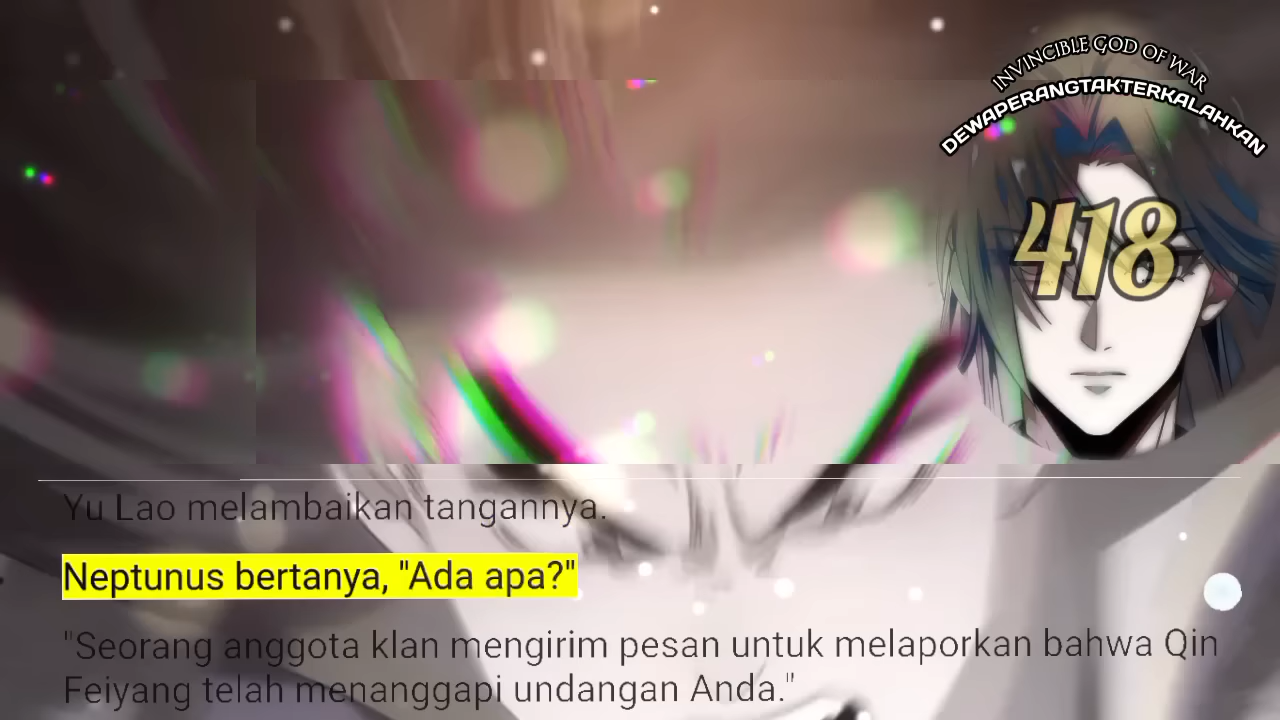 INVINCIBLE GOD OF WAR
DEWAPERANGTAKTERKALAHKAN
418
Yu Lao melambaikan tangannya.
Neptunus bertanya, "Ada apa?"
"Seorang anggota klan mengirim pesan untuk melaporkan bahwa Qin
Feiyang telah menanggapi undangan Anda."